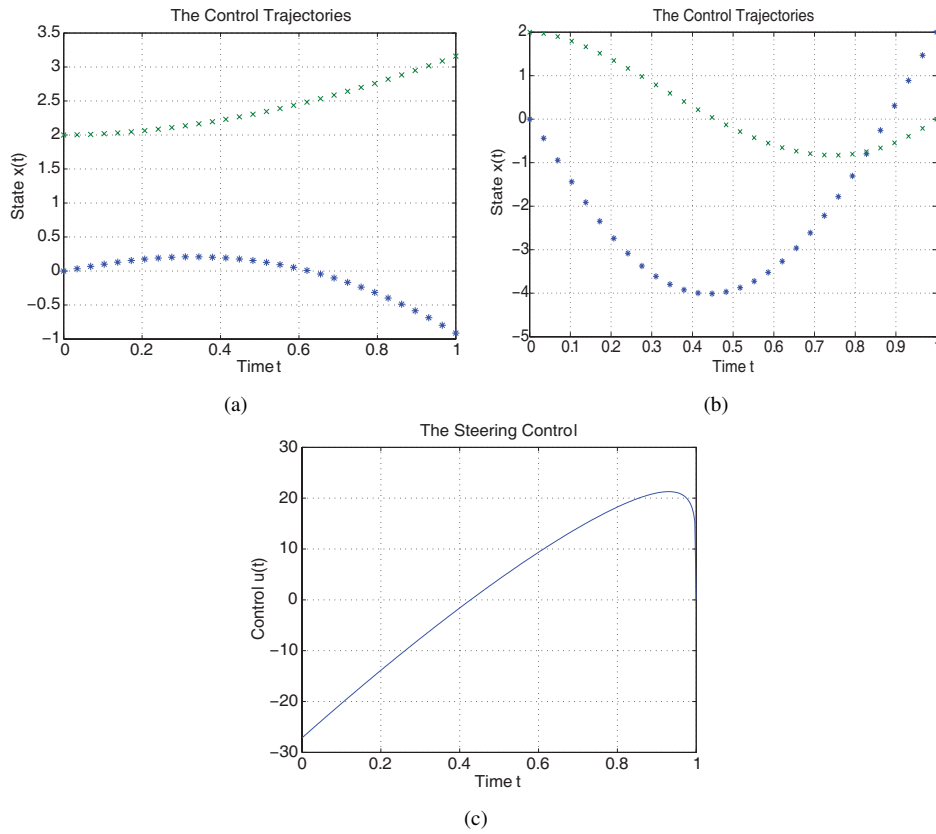 The Control Trajectories
3.5
3
2.5
2
1.5
1
0.5
0
−0.5
−1
State x(t)
0 0.2 0.4 0.6 0.8 1
Time t
(a)
The Control Trajectories
2
1
0
−1
−2
−3
−4
−5
State x(t)
0 0.1 0.2 0.3 0.4 0.5 0.6 0.7 0.8 0.9
Time t
(b)
The Steering Control
30
20
10
0
−10
−20
−30
Control u(t)
0 0.2 0.4 0.6 0.8 1
Time t
(c)